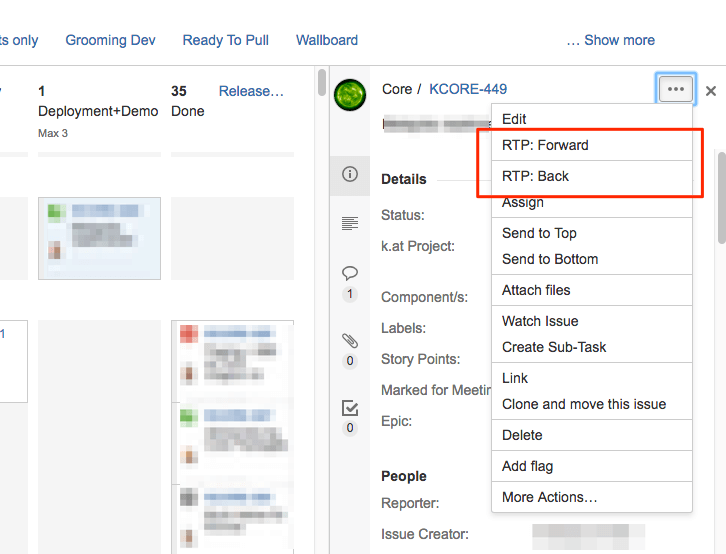 ts only Grooming Dev Ready To Pull Wallboard … Show more
1 35 Release…
Deployment+Demo Done
Max 3
Core / KCORE-449
Edit
RTP: Forward
RTP: Back
Assign
Send to Top
Send to Bottom
Attach files
Watch Issue
Create Sub-Task
Link
Clone and move this issue
Delete
Add flag
More Actions…
Details
Status:
k.at Project:
1
Component/s:
Labels:
0
Story Points:
Marked for Meetin
0
Epic:
People
Reporter:
Issue Creator:
1